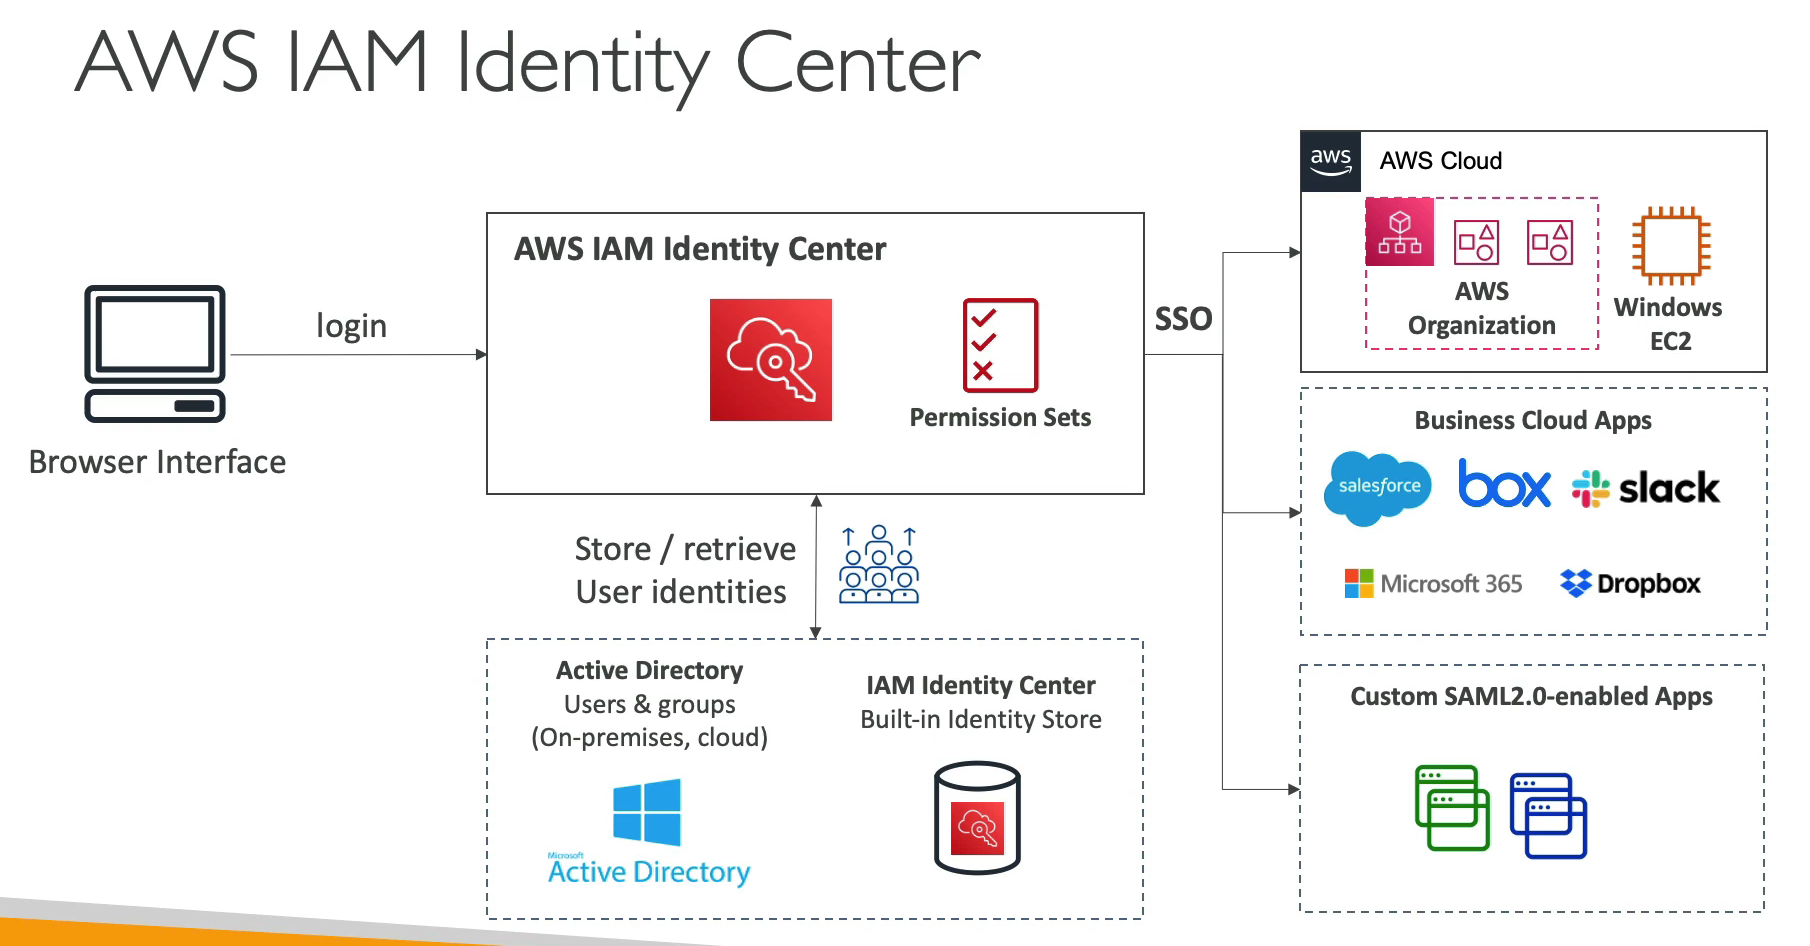 AWS IAM Identity Center
Browser Interface
login
AWS IAM Identity Center
Permission Sets
Store / retrieve
User identities
Active Directory
Users & groups
(On-premises, cloud)
Microsoft
Active Directory
IAM Identity Center
Built-in Identity Store
SSO
aws
AWS Cloud
AWS
Organization
Windows
EC2
Business Cloud Apps
salesforce
box
slack
Microsoft 365
Dropbox
Custom SAML2.0-enabled Apps